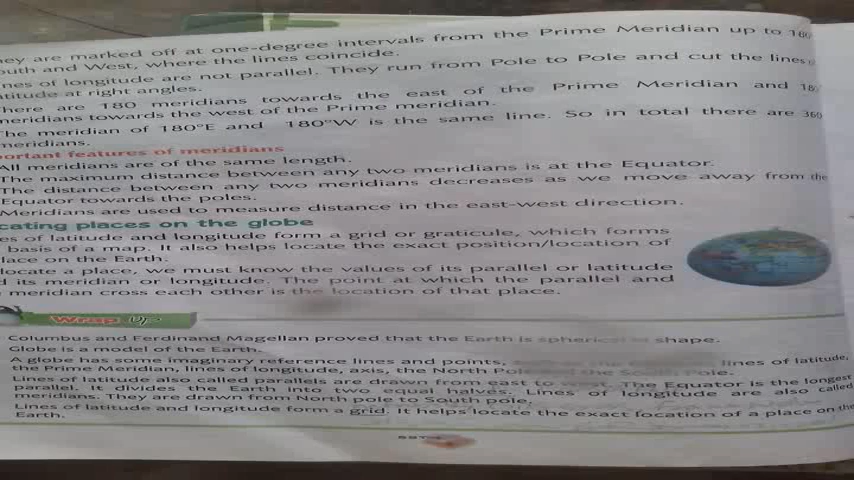 hey are marked off at one-degree intervals from the Prime Meridian up to 180
outh and West, where the lines coincide.
nes of longitude are not parallel. They run from Pole to Pole and cut the lines
atitude at right angles.
here are 180 meridians towards the east of the Prime Meridian and 180
meridians towards the west of the Prime meridian.
The meridian of 180°E and 180°W is the same line. So in total there are 360
meridians.
portant features of meridians
All meridians are of the same length.
The maximum distance between any two meridians is at the Equator.
The distance between any two meridians decreases as we move away from the
Equator towards the poles.
Meridians are used to measure distance in the east-west direction.
cating places on the globe
es of latitude and longitude form a grid or graticule, which forms
basis of a map. It also helps locate the exact position/location of
lace on the Earth.
locate a place, we must know the values of its parallel or latitude
d its meridian or longitude. The point at which the parallel and
meridian cross each other is the location of that place.
Wrap up
Columbus and Ferdinand Magellan proved that the Earth is spherical in shape.
Globe is a model of the Earth.
A globe has some imaginary reference lines and points, lines of latitude,
the Prime Meridian, lines of longitude, axis, the North Pole and the South Pole.
Lines of latitude also called parallels are drawn from east to west. The Equator is the longest
parallel. It divides the Earth into two equal halves. Lines of longitude are also called
meridians. They are drawn from North pole to South pole.
Lines of latitude and longitude form a grid. It helps locate the exact location of a place on the
Earth.